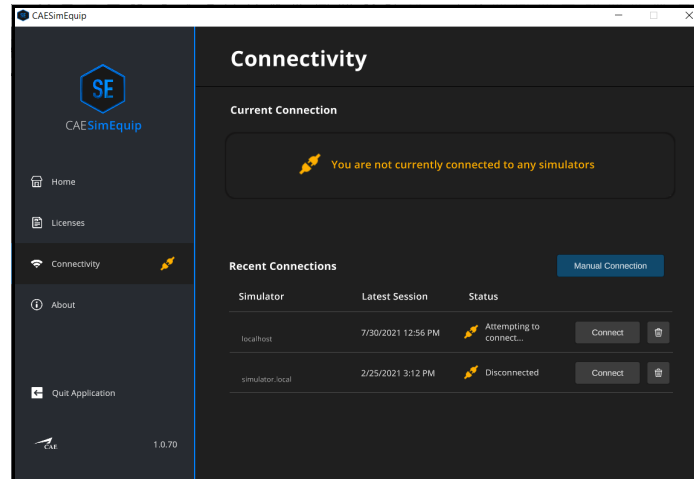 CAESimEquip
SE
CAESimEquip
Home
Licenses
Connectivity
About
Quit Application
CAE
1.0.70
Connectivity
Current Connection
You are not currently connected to any simulators
Recent Connections
Manual Connection
Simulator Latest Session Status
localhost 7/30/2021 12:56 PM Attempting to
connect... Connect
simulator.local 2/25/2021 3:12 PM Disconnected Connect